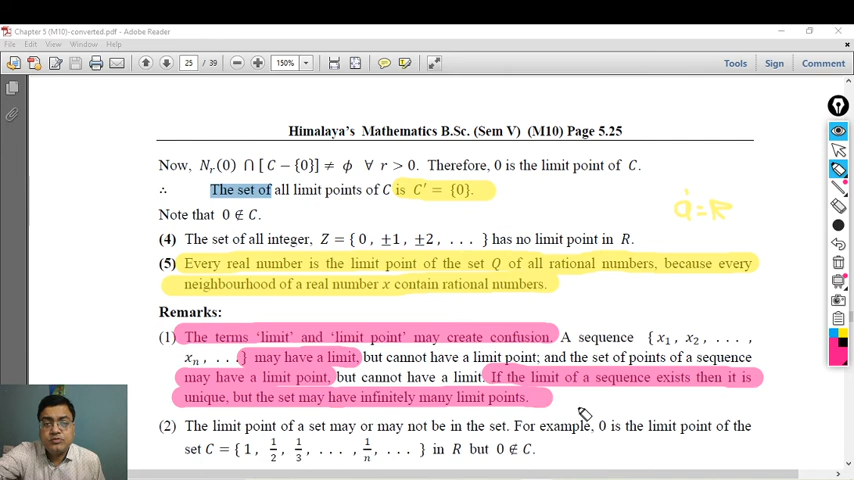 Chapter 5 (M10)-converted.pdf - Adobe Reader
File Edit View Window Help
25 / 39 150% Tools Sign Comment
Himalaya's Mathematics B.Sc. (Sem V) (M10) Page 5.25
Now, N_r(0) ∩ [ C − {0}] ≠ ϕ ∀ r > 0. Therefore, 0 is the limit point of C.
∴ The set of all limit points of C is C′ = {0}.
Q' = R
Note that 0 ∉ C.
(4) The set of all integer, Z = { 0 , ±1 , ±2 , . . . } has no limit point in R.
(5) Every real number is the limit point of the set Q of all rational numbers, because every
neighbourhood of a real number x contain rational numbers.
Remarks:
(1) The terms 'limit' and 'limit point' may create confusion. A sequence { x₁ , x₂ , . . . ,
xₙ , . . . } may have a limit, but cannot have a limit point; and the set of points of a sequence
may have a limit point, but cannot have a limit. If the limit of a sequence exists then it is
unique, but the set may have infinitely many limit points.
(2) The limit point of a set may or may not be in the set. For example, 0 is the limit point of the
set C = { 1 , 1/2 , 1/3 , . . . , 1/n , . . . } in R but 0 ∉ C.